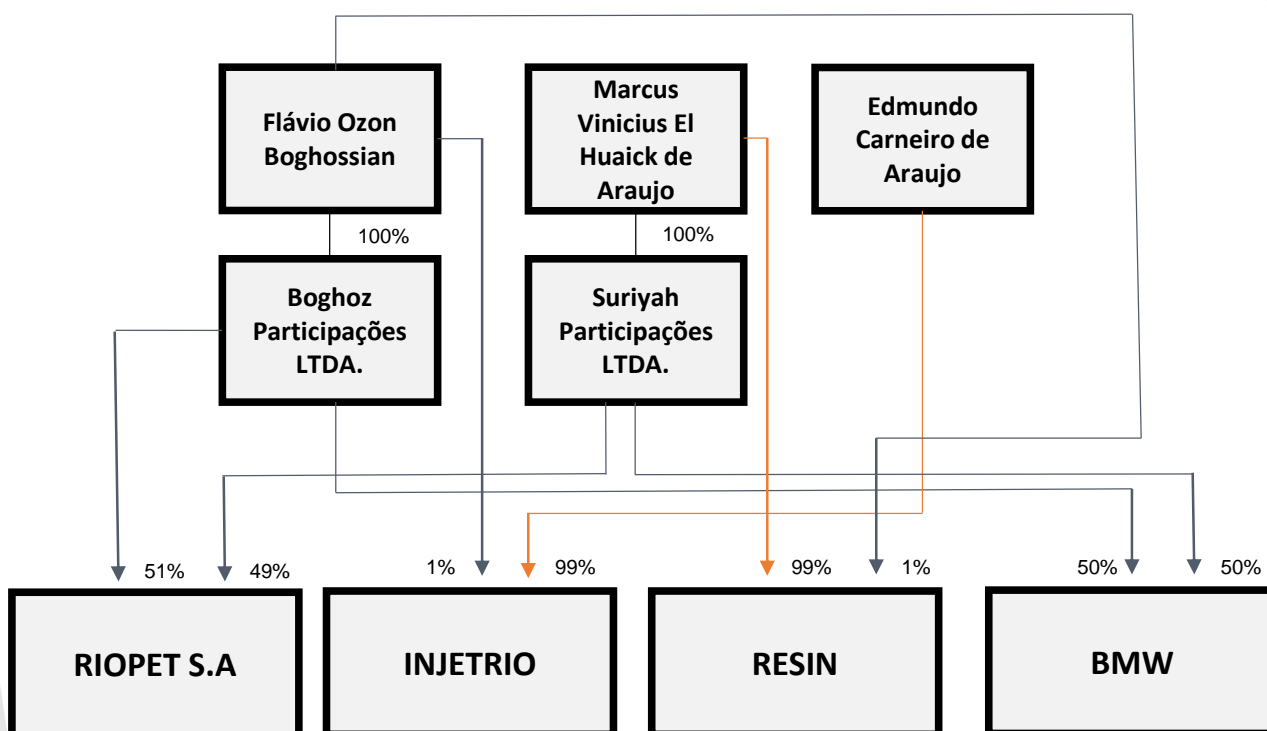 Flávio Ozon
Boghossian
Marcus
Vinicius El
Huaick de
Araujo
Edmundo
Carneiro de
Araujo
100%
100%
Boghoz
Participações
LTDA.
Suriyah
Participações
LTDA.
51%
49%
1%
99%
99%
1%
50%
50%
RIOPET S.A
INJETRIO
RESIN
BMW